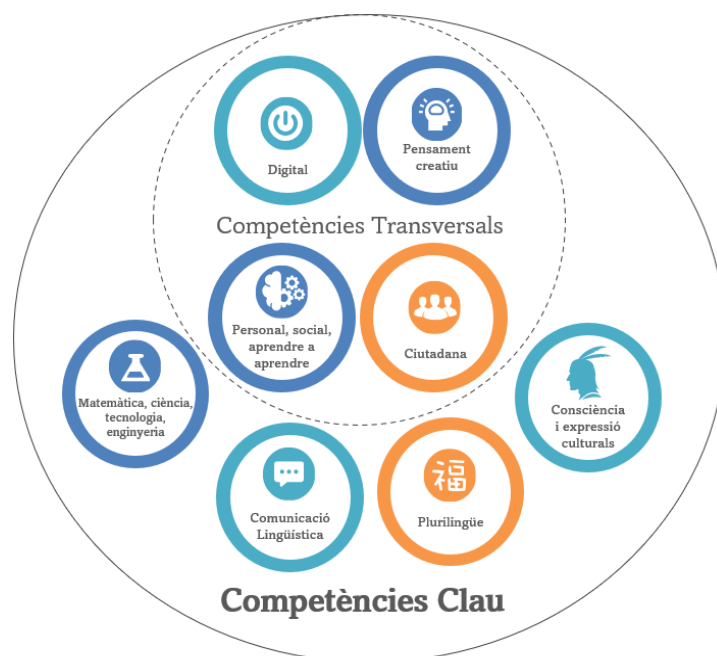 Digital
Pensament
creatiu
Competències Transversals
Personal, social,
aprendre a
aprendre
Ciutadana
Matemàtica, ciència,
tecnologia,
enginyeria
Consciència
i expressió
culturals
Comunicació
Lingüística
福
Plurilingüe
Competències Clau